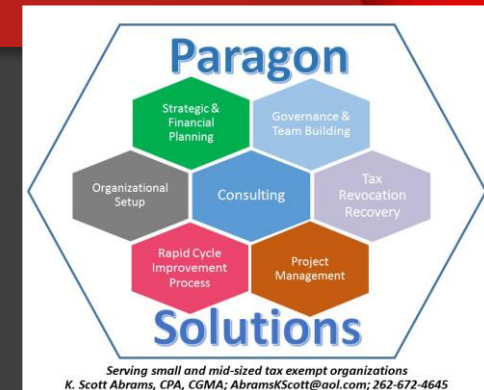 Paragon
Strategic &
Financial
Planning
Governance &
Team Building
Organizational
Setup
Consulting
Tax
Revocation
Recovery
Rapid Cycle
Improvement
Process
Project
Management
Solutions
Serving small and mid-sized tax exempt organizations
K. Scott Abrams, CPA, CGMA; AbramsKScott@aol.com; 262-672-4645